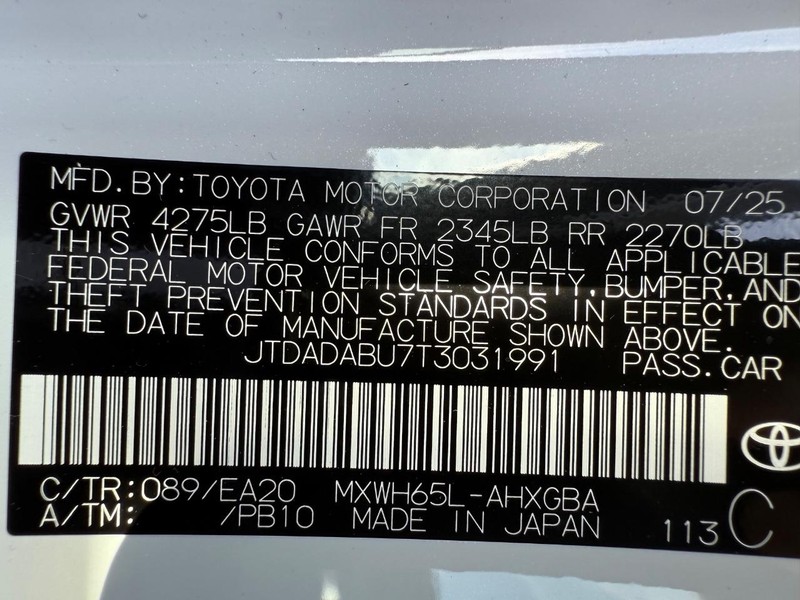 MFD.BY:TOYOTA MOTOR CORPORATION 07/25
GVWR 4275LB GAWR FR 2345LB RR 2270LB
THIS VEHICLE CONFORMS TO ALL APPLICABLE
FEDERAL MOTOR VEHICLE SAFETY,BUMPER,AND
THEFT PREVENTION STANDARDS IN EFFECT ON
THE DATE OF MANUFACTURE SHOWN ABOVE.
JTDADABU7T3031991 PASS.CAR
C/TR:089/EA20 MXWH65L-AHXGBA
A/TM: /PB10 MADE IN JAPAN 113 C